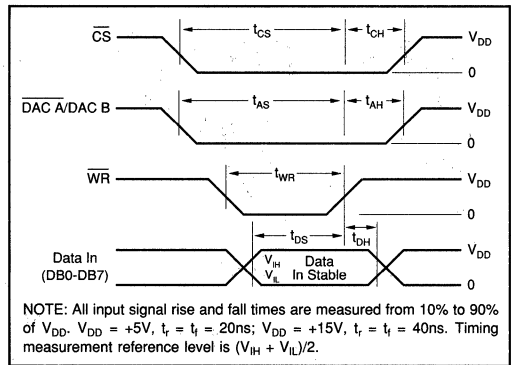 CS
tCS
tCH
VDD
0
DAC A/DAC B
tAS
tAH
VDD
0
WR
tWR
VDD
0
tDS
tDH
Data In
(DB0-DB7)
VIH
VIL
Data
In Stable
VDD
0
NOTE: All input signal rise and fall times are measured from 10% to 90%
of VDD. VDD = +5V, tr = tf = 20ns; VDD = +15V, tr = tf = 40ns. Timing
measurement reference level is (VIH + VIL)/2.